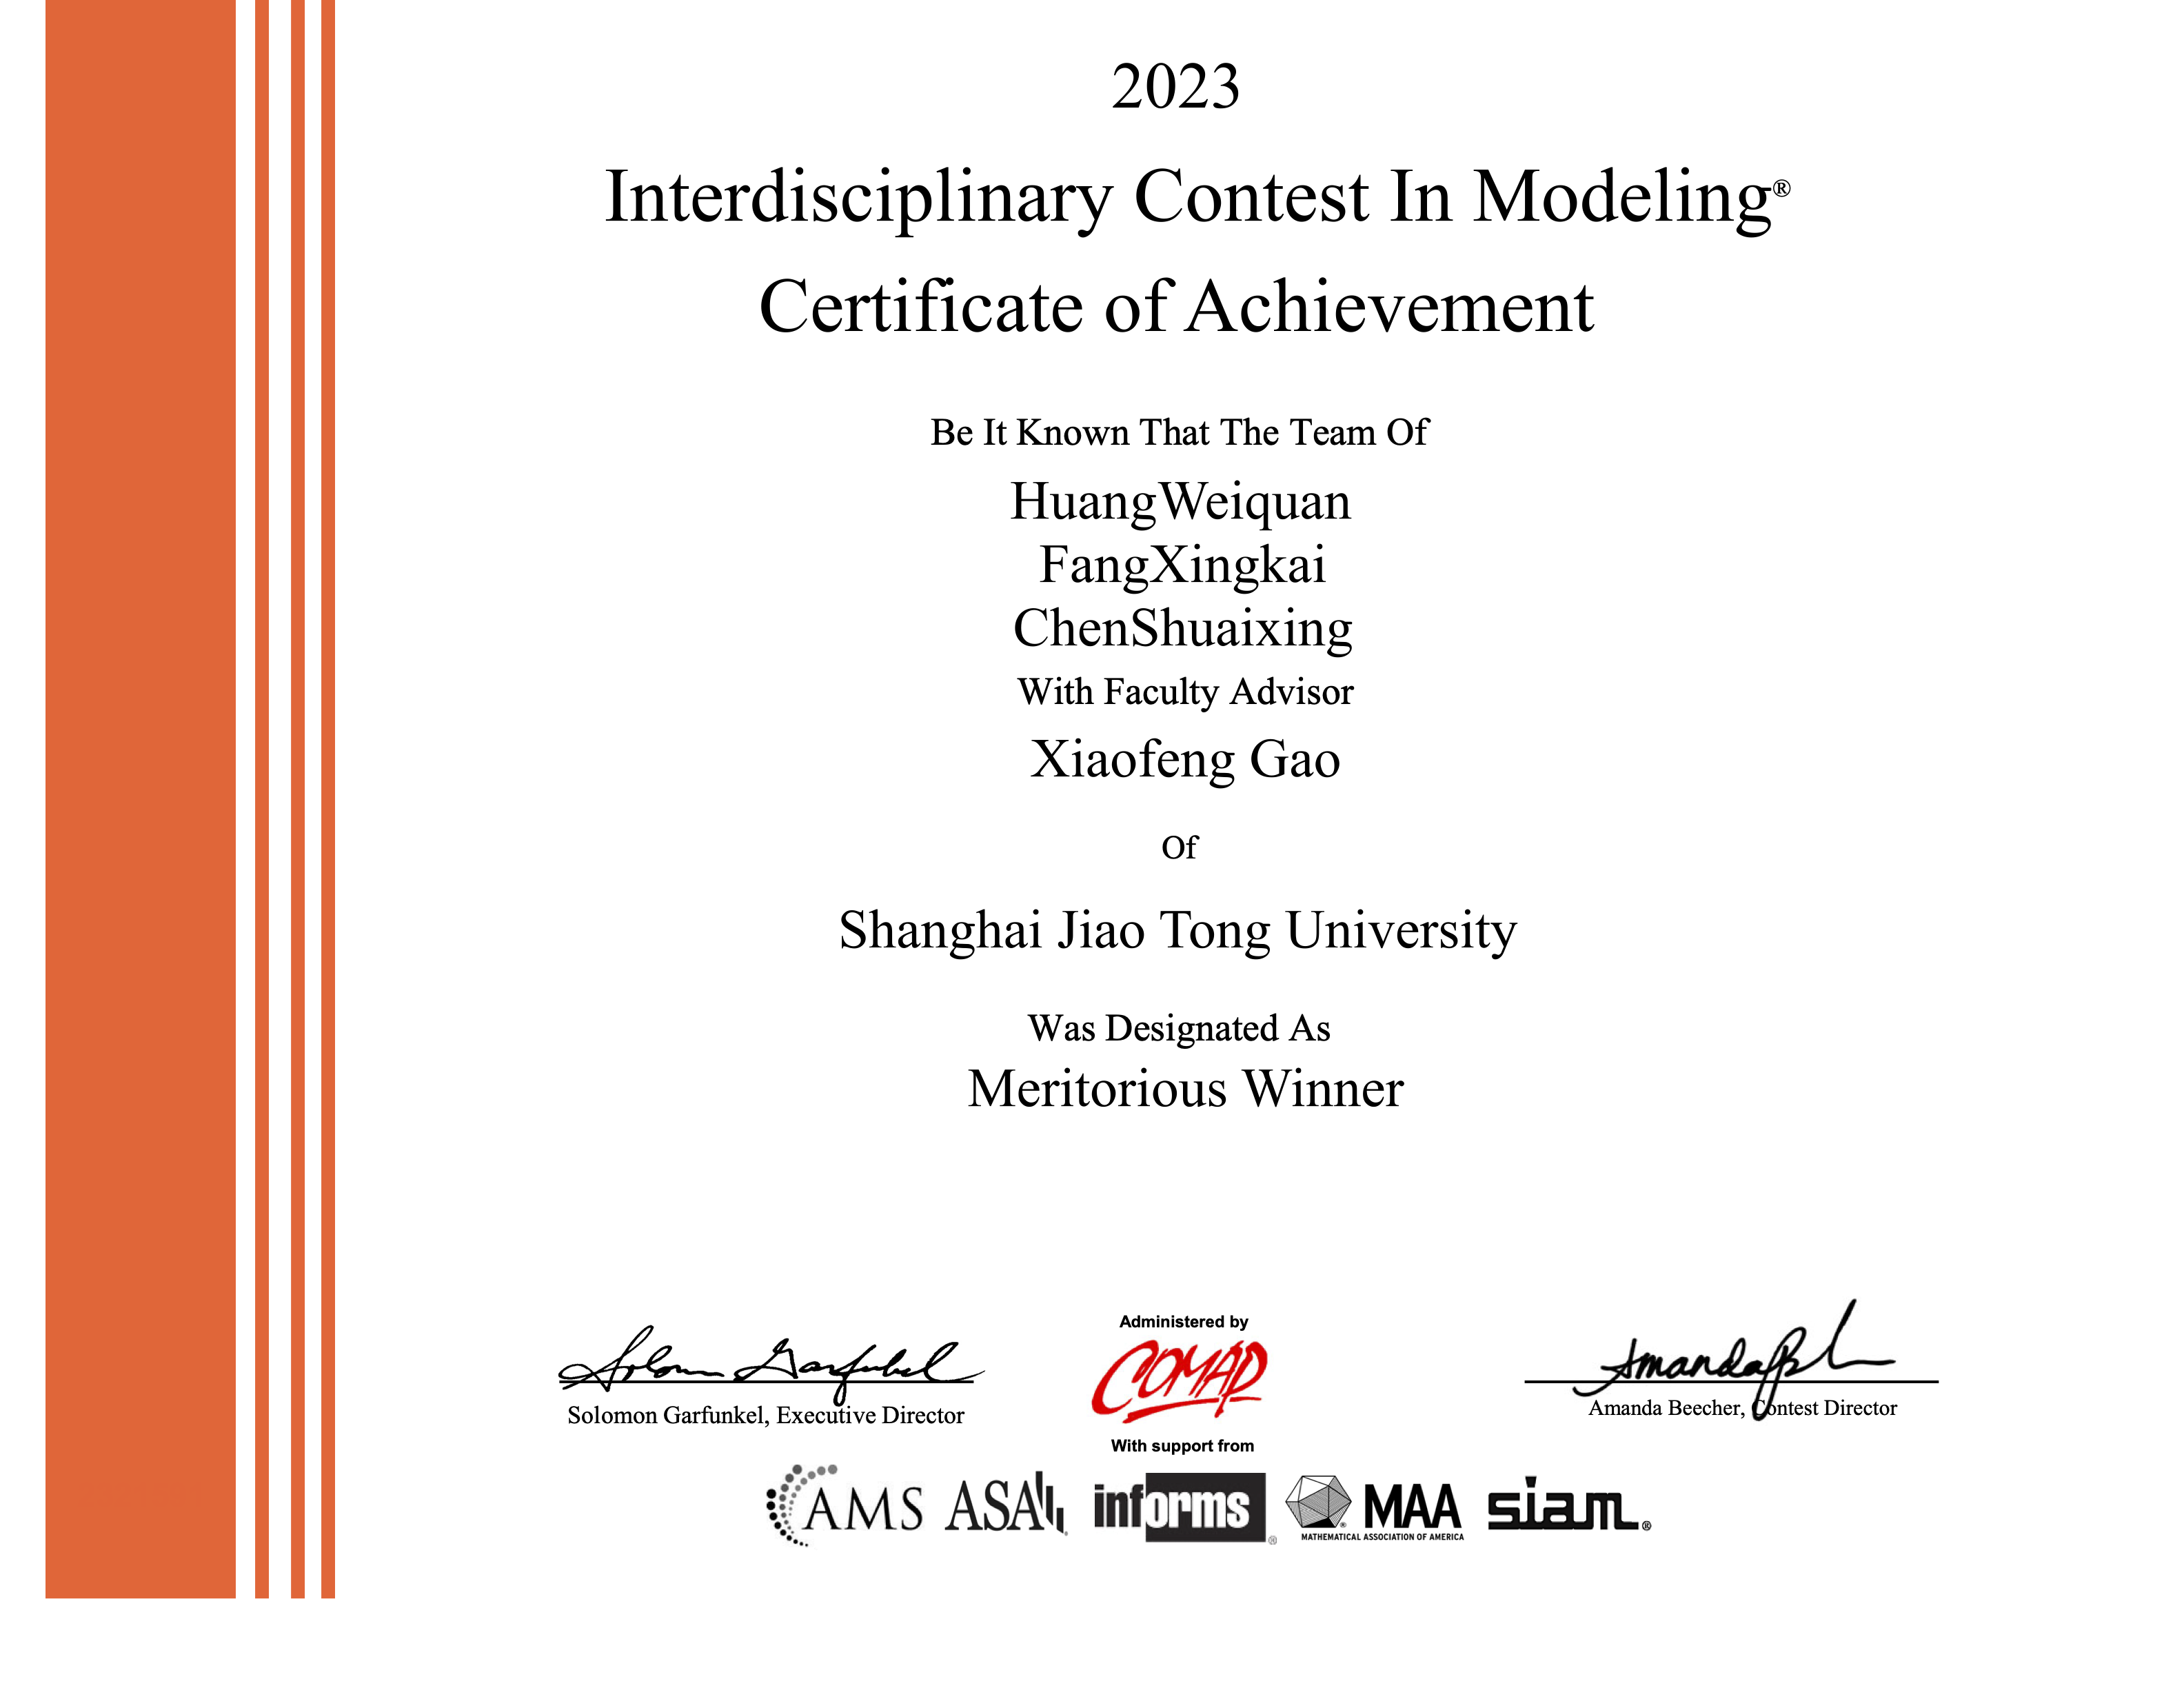 2023
Interdisciplinary Contest In Modeling®
Certificate of Achievement
Be It Known That The Team Of
HuangWeiquan
FangXingkai
ChenShuaixing
With Faculty Advisor
Xiaofeng Gao
Of
Shanghai Jiao Tong University
Was Designated As
Meritorious Winner
Administered by
COMAP
Solomon Garfunkel
Solomon Garfunkel, Executive Director
Amanda Beecher, Contest Director
With support from
AMS ASA informs® MAA siam®
MATHEMATICAL ASSOCIATION OF AMERICA